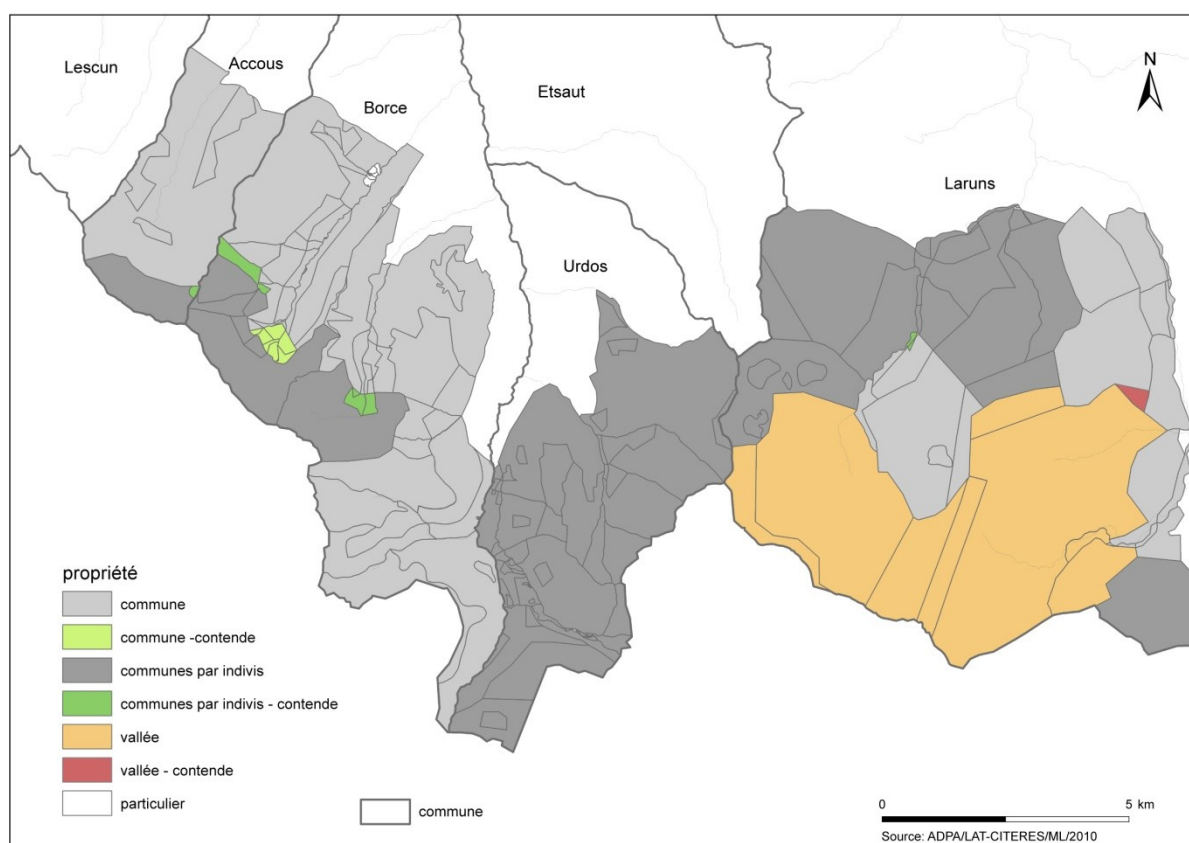 Lescun
Accous
Borce
Etsaut
N
Laruns
Urdos
propriété
commune
commune -contende
communes par indivis
communes par indivis - contende
vallée
vallée - contende
particulier
commune
0 5 km
Source: ADPA/LAT-CITERES/ML/2010